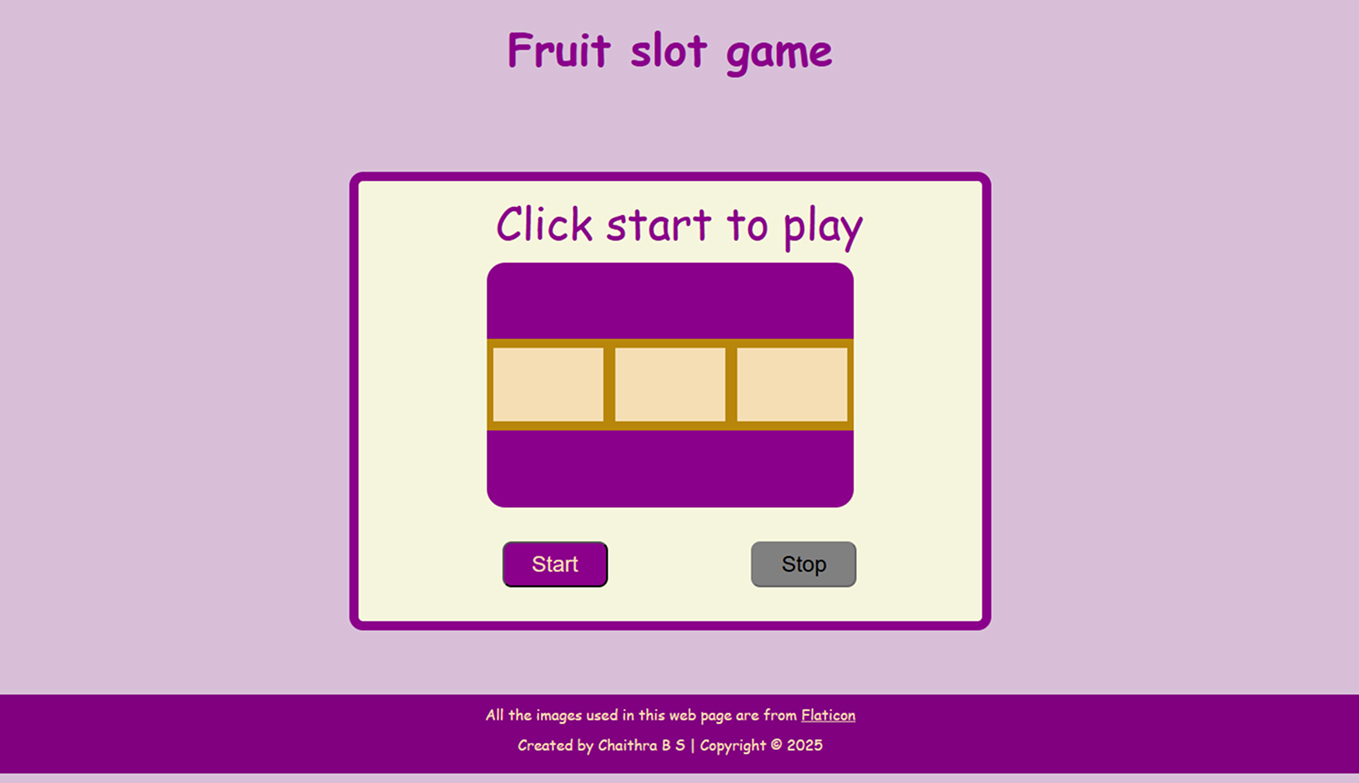 Fruit slot game
Click start to play
Start
Stop
All the images used in this web page are from Flaticon
Created by Chaithra B S | Copyright © 2025